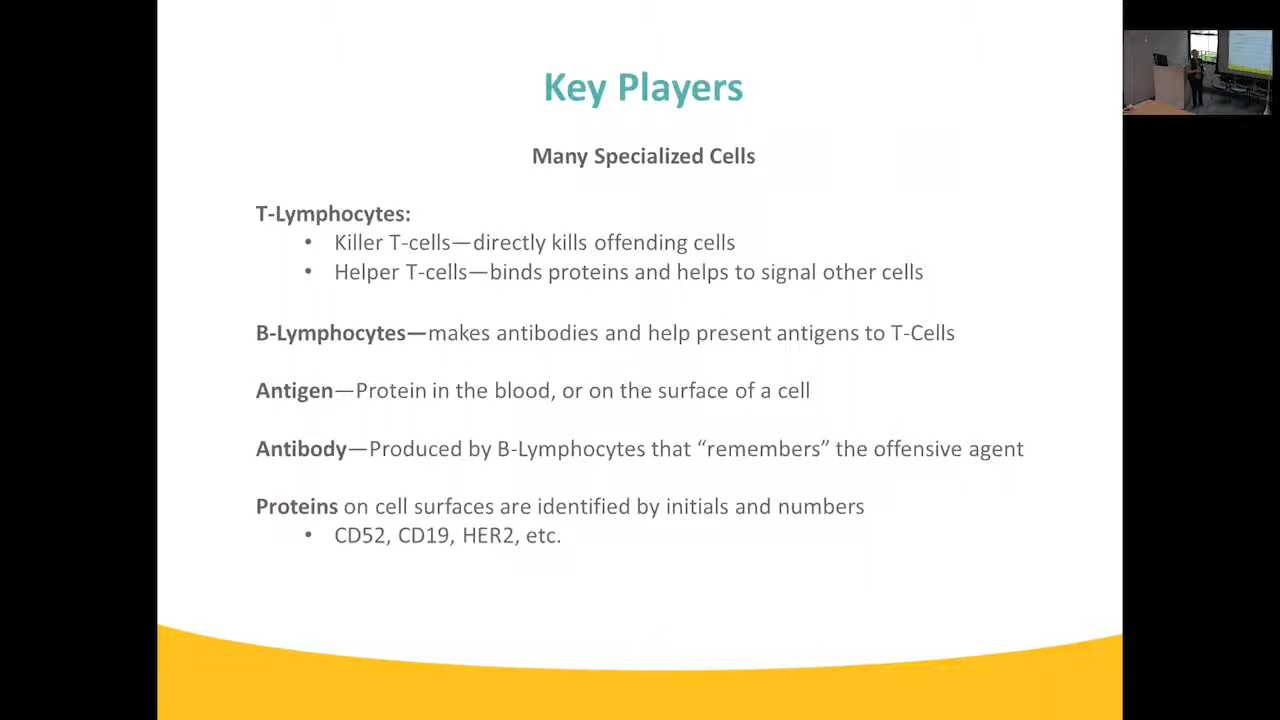 Key Players
Many Specialized Cells
T-Lymphocytes:
• Killer T-cells—directly kills offending cells
• Helper T-cells—binds proteins and helps to signal other cells
B-Lymphocytes—makes antibodies and help present antigens to T-Cells
Antigen—Protein in the blood, or on the surface of a cell
Antibody—Produced by B-Lymphocytes that “remembers” the offensive agent
Proteins on cell surfaces are identified by initials and numbers
• CD52, CD19, HER2, etc.